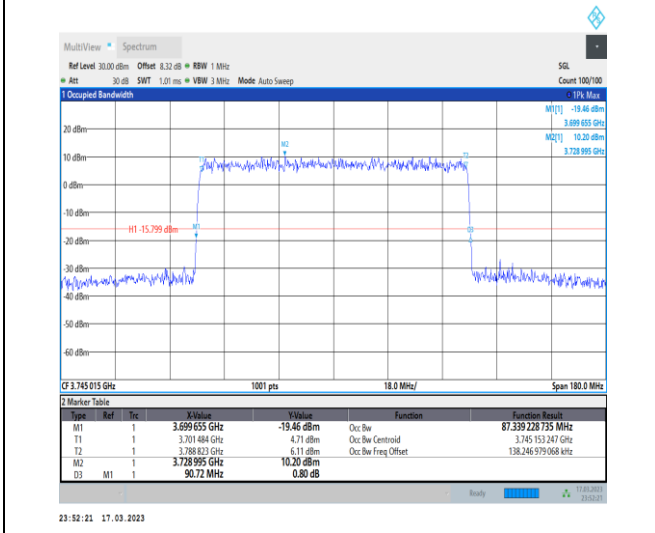 MultiView Spectrum
Ref Level 30.00 dBm Offset 8.32 dB RBW 1 MHz SGL
Att 30 dB SWT 1.01 ms VBW 3 MHz Mode Auto Sweep Count 100/100
1 Occupied Bandwidth 1Pk Max
M1[1] -19.46 dBm
3.699 655 GHz
M2[1] 10.20 dBm
3.728 995 GHz
20 dBm
M2
10 dBm
T1
T2
0 dBm
-10 dBm
H1 -15.799 dBm
M1
D3
-20 dBm
-30 dBm
-40 dBm
-50 dBm
-60 dBm
CF 3.745 015 GHz 1001 pts 18.0 MHz/ Span 180.0 MHz
2 Marker Table
Type Ref Trc X-Value Y-Value Function Function Result
M1 1 3.699 655 GHz -19.46 dBm Occ Bw 87.339 228 735 MHz
T1 1 3.701 484 GHz 4.71 dBm Occ Bw Centroid 3.745 153 247 GHz
T2 1 3.788 823 GHz 6.11 dBm Occ Bw Freq Offset 138.246 979 068 kHz
M2 1 3.728 995 GHz 10.20 dBm
D3 M1 1 90.72 MHz 0.80 dB
Ready 17.03.2023
23:52:21
23:52:21 17.03.2023